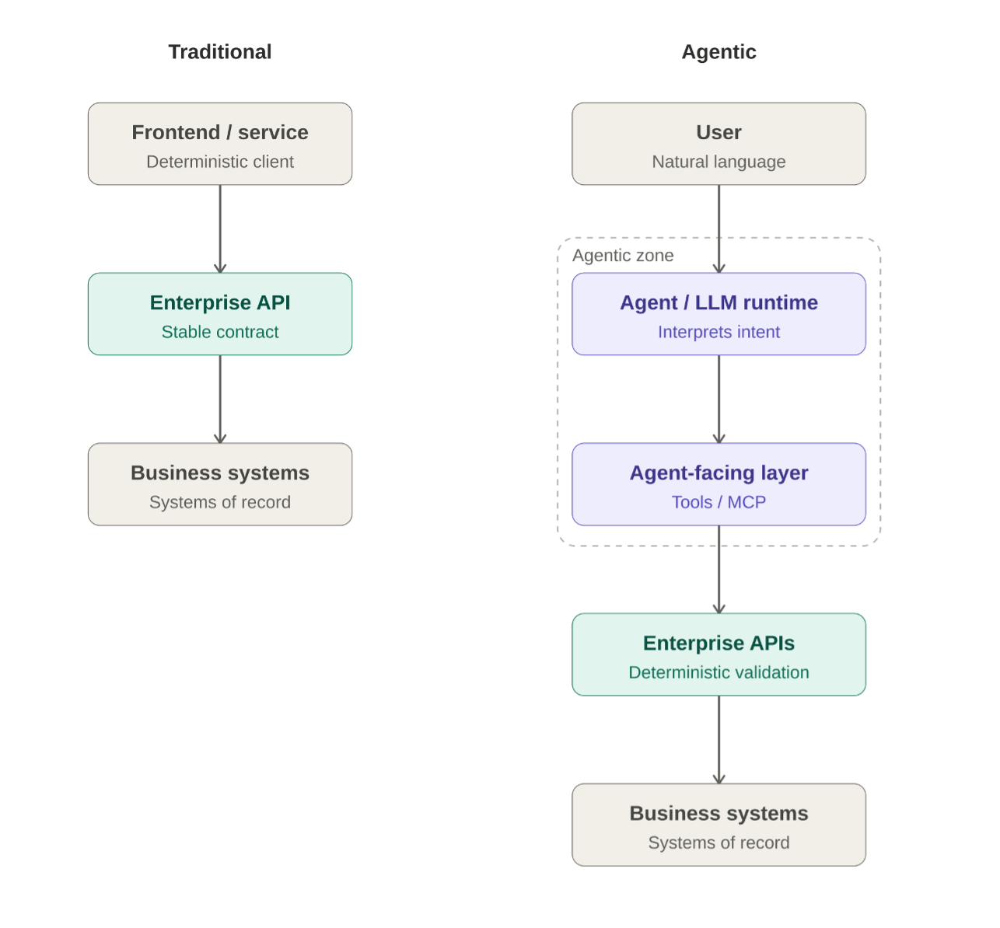 Traditional
Frontend / service
Deterministic client
Enterprise API
Stable contract
Business systems
Systems of record
Agentic
User
Natural language
Agentic zone
Agent / LLM runtime
Interprets intent
Agent-facing layer
Tools / MCP
Enterprise APIs
Deterministic validation
Business systems
Systems of record